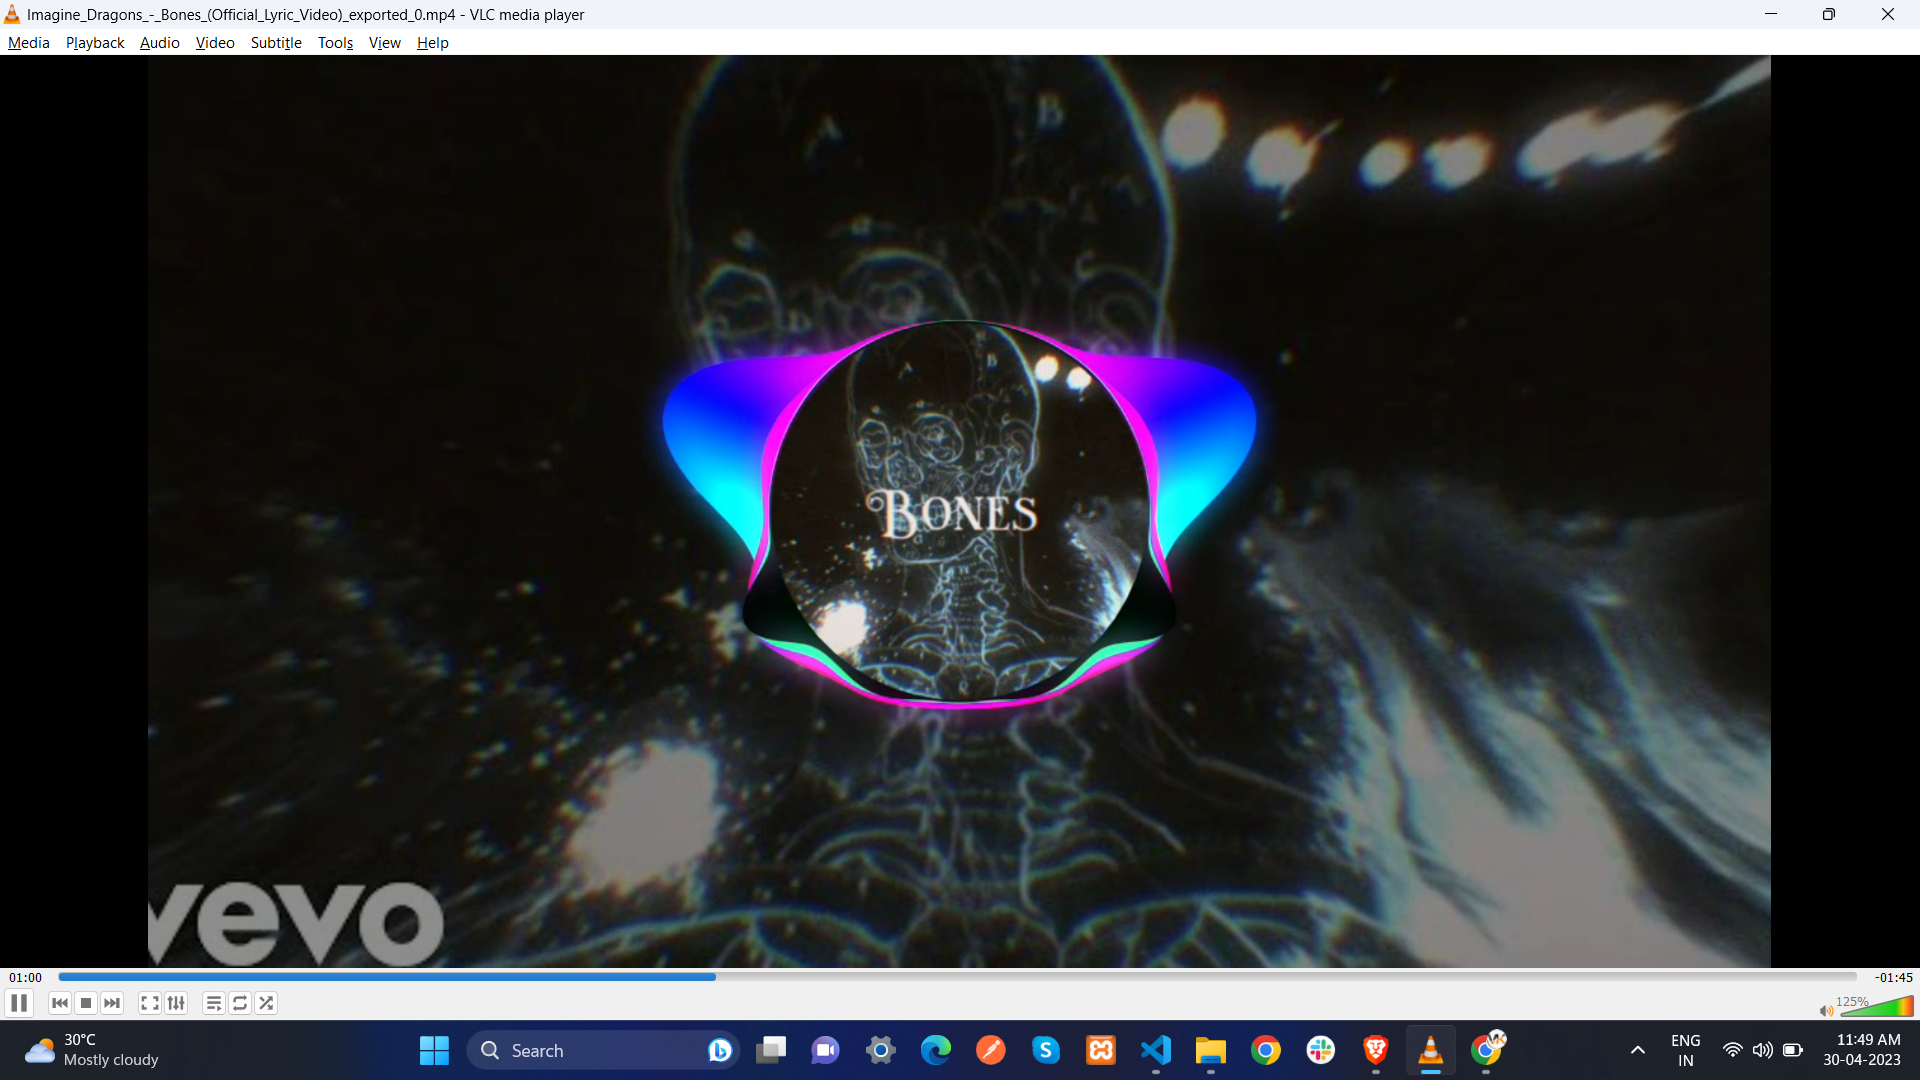 Imagine_Dragons_-_Bones_(Official_Lyric_Video)_exported_0.mp4 - VLC media player
Media Playback Audio Video Subtitle Tools View Help
A
B
A
B
BONES
vevo
01:00
-01:45
125%
30°C
Mostly cloudy
Search
ENG
IN
11:49 AM
30-04-2023